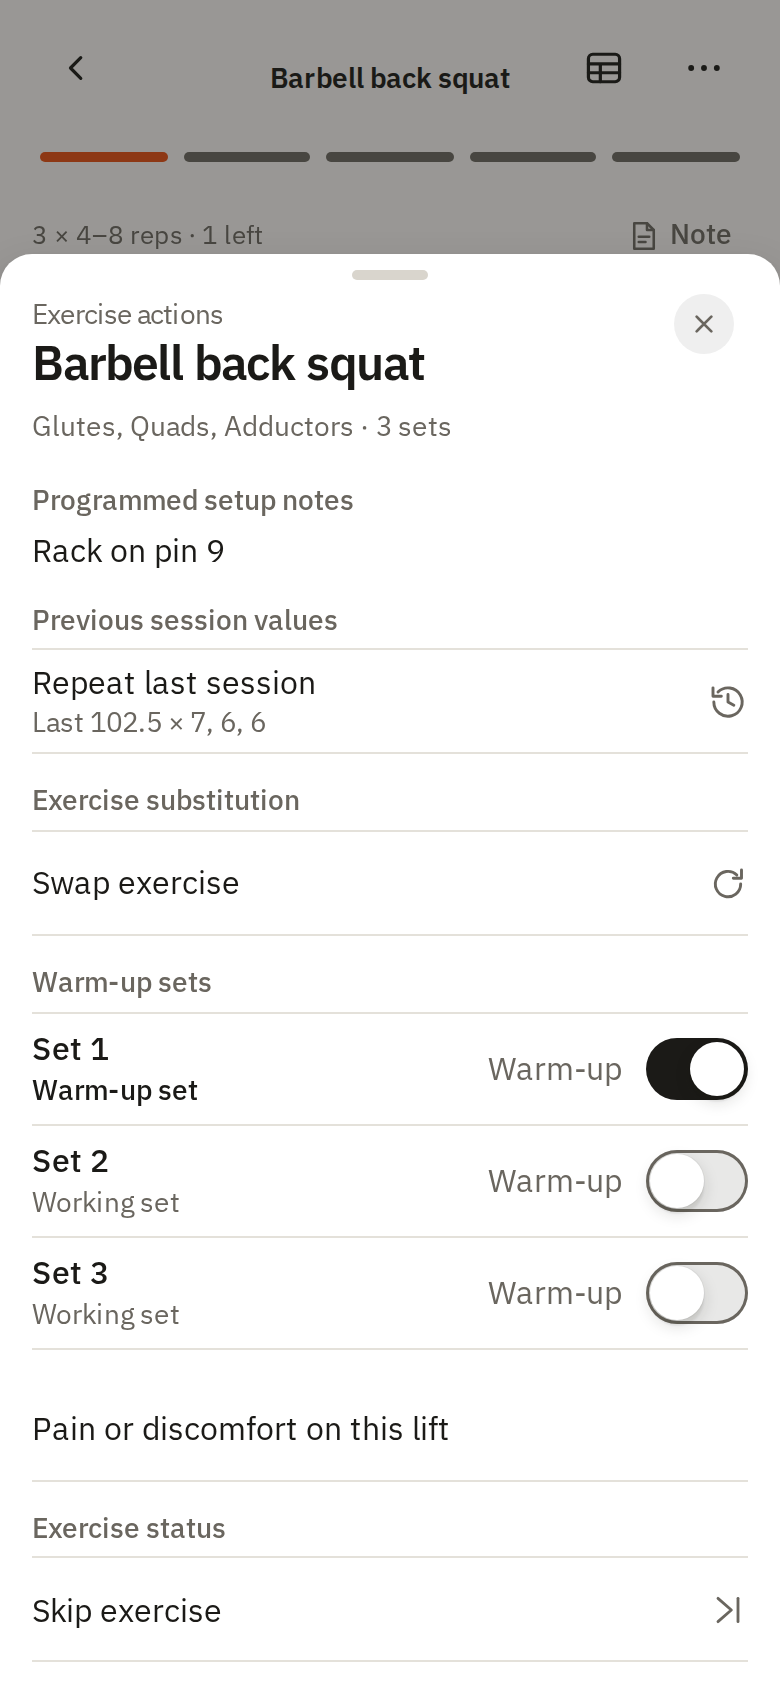 Barbell back squat
3 × 4–8 reps · 1 left
Note
Exercise actions
Barbell back squat
Glutes, Quads, Adductors · 3 sets
Programmed setup notes
Rack on pin 9
Previous session values
Repeat last session
Last 102.5 × 7, 6, 6
Exercise substitution
Swap exercise
Warm-up sets
Set 1
Warm-up set
Warm-up
Set 2
Working set
Warm-up
Set 3
Working set
Warm-up
Pain or discomfort on this lift
Exercise status
Skip exercise